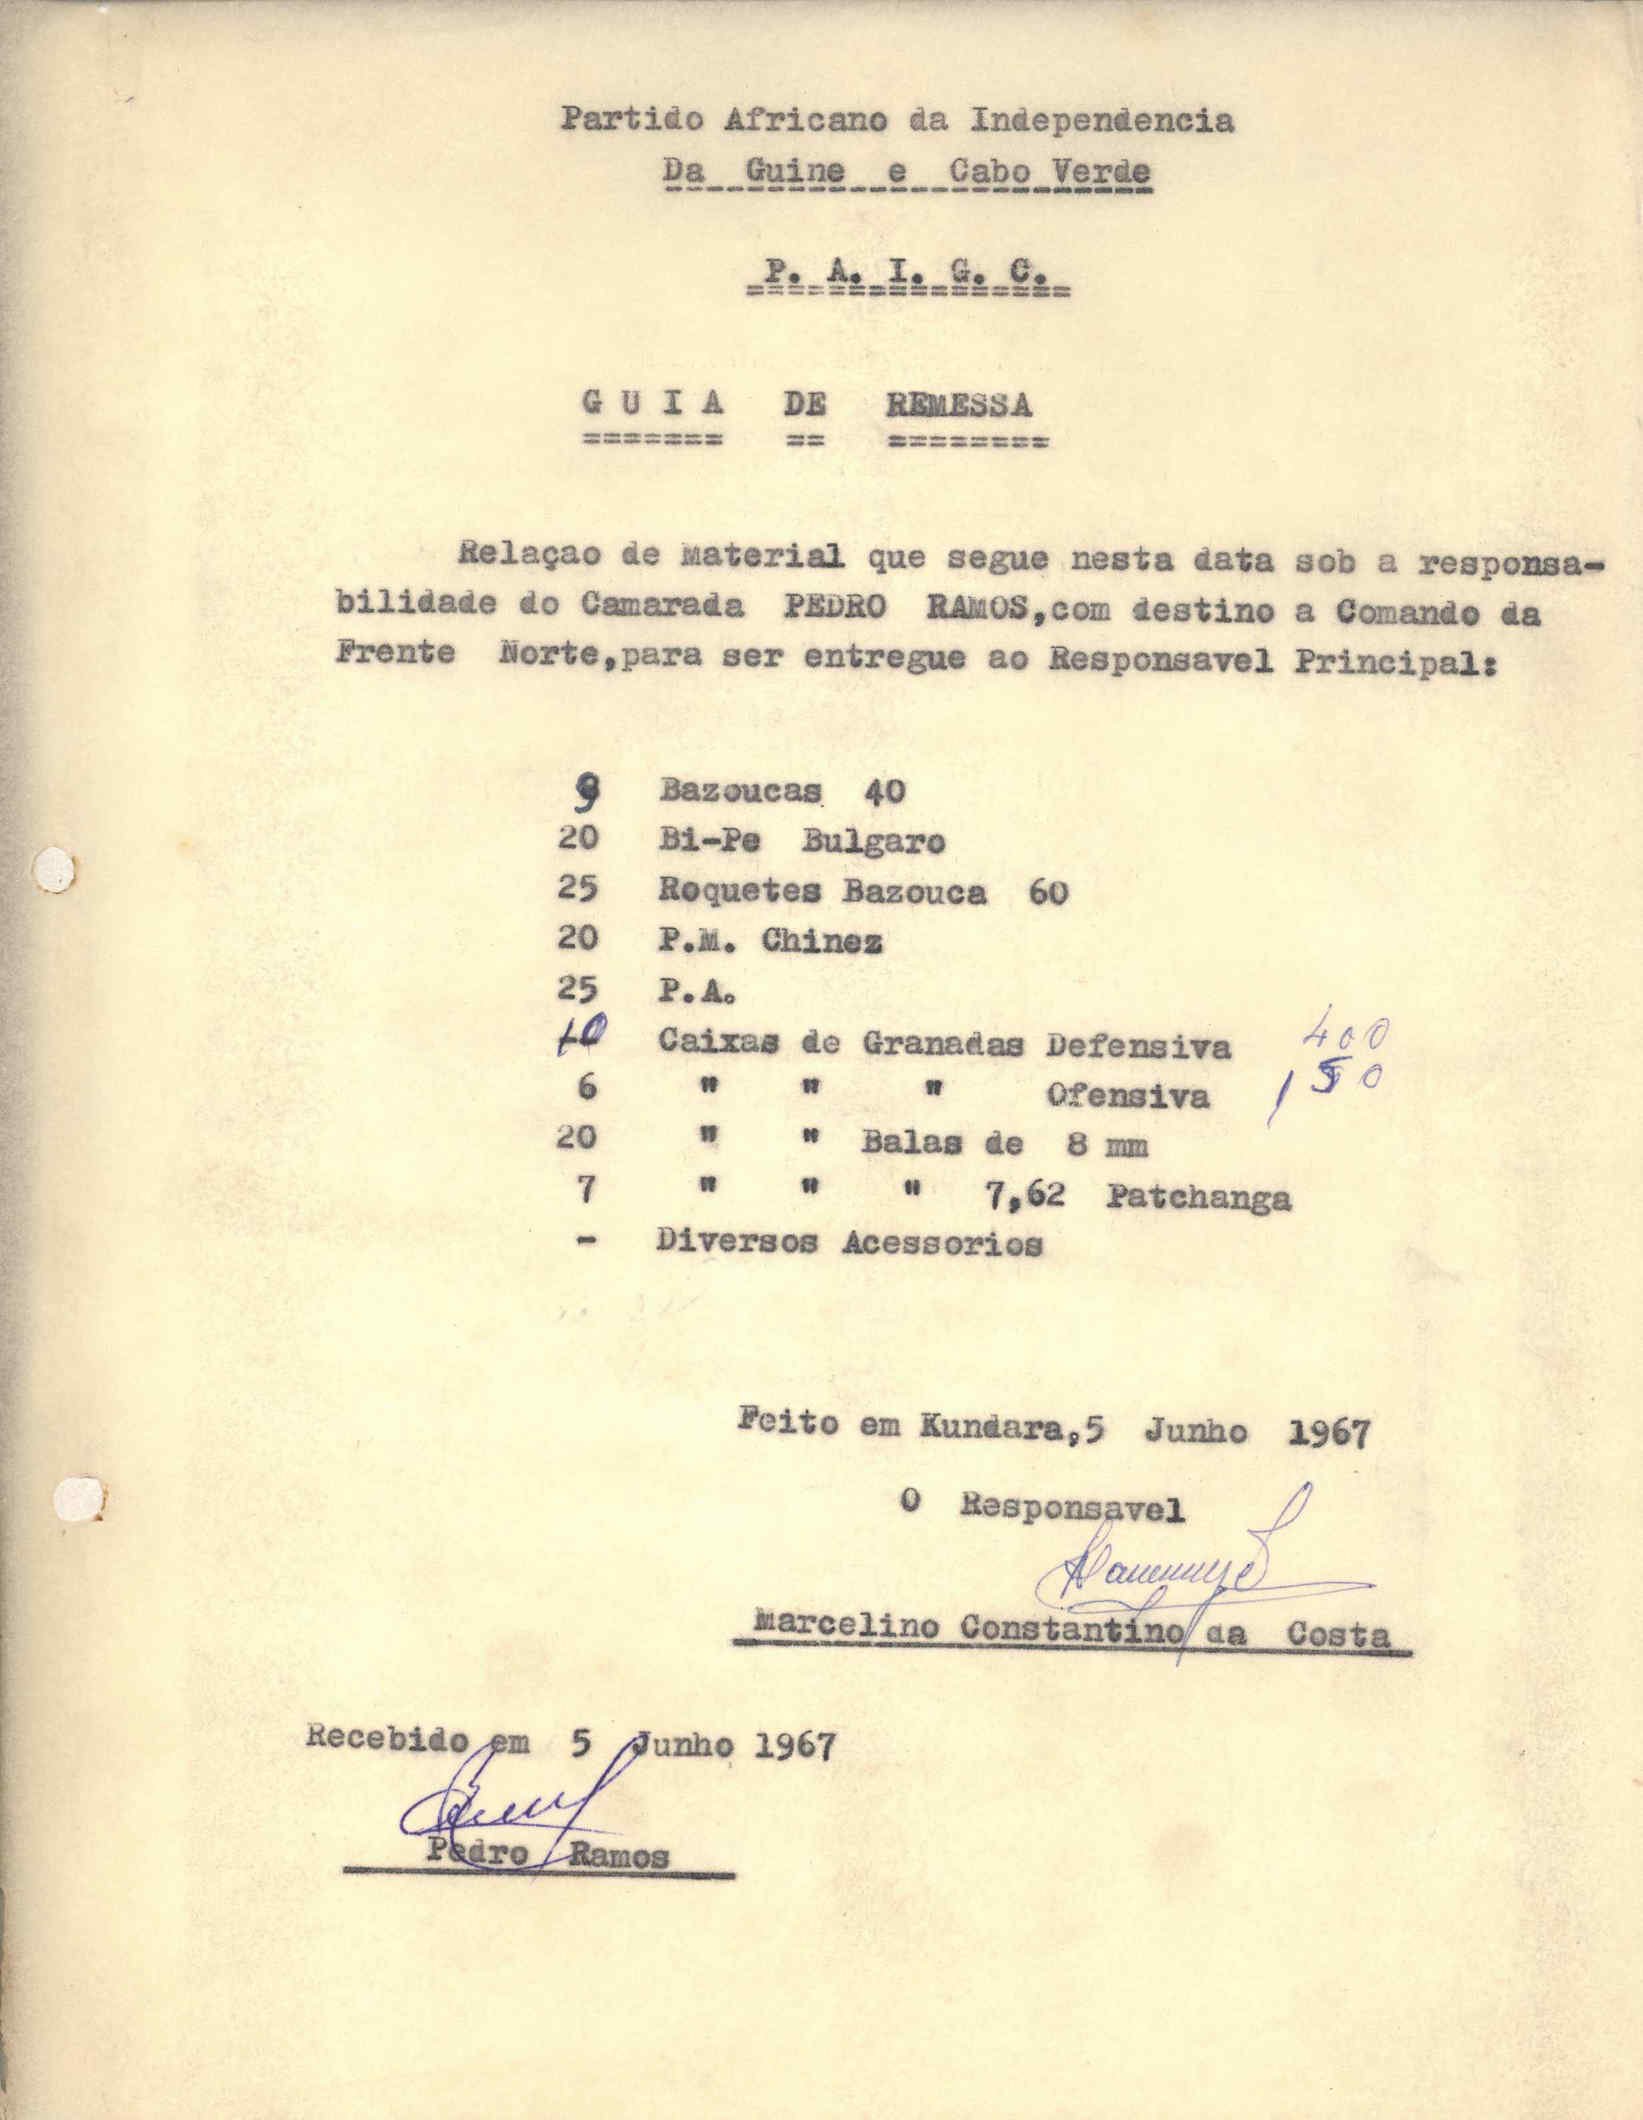 Partido Africano da Independencia
Da Guine e Cabo Verde
P. A. I. G. C.
G U I A DE REMESSA
Relaçao de Material que segue nesta data sob a responsa-
bilidade do Camarada PEDRO RAMOS,com destino a Comando da
Frente Norte,para ser entregue ao Responsavel Principal:
9 Bazoucas 40
20 Bi-Pe Bulgaro
25 Roquetes Bazouca 60
20 P.M. Chinez
25 P.A.
10 Caixas de Granadas Defensiva 400
6 " " " Ofensiva 150
20 " " Balas de 8 mm
7 " " " 7,62 Patchanga
- Diversos Acessorios
Feito em Kundara,5 Junho 1967
O Responsavel
Marcelino Constantino da Costa
Recebido em 5 Junho 1967
Pedro Ramos